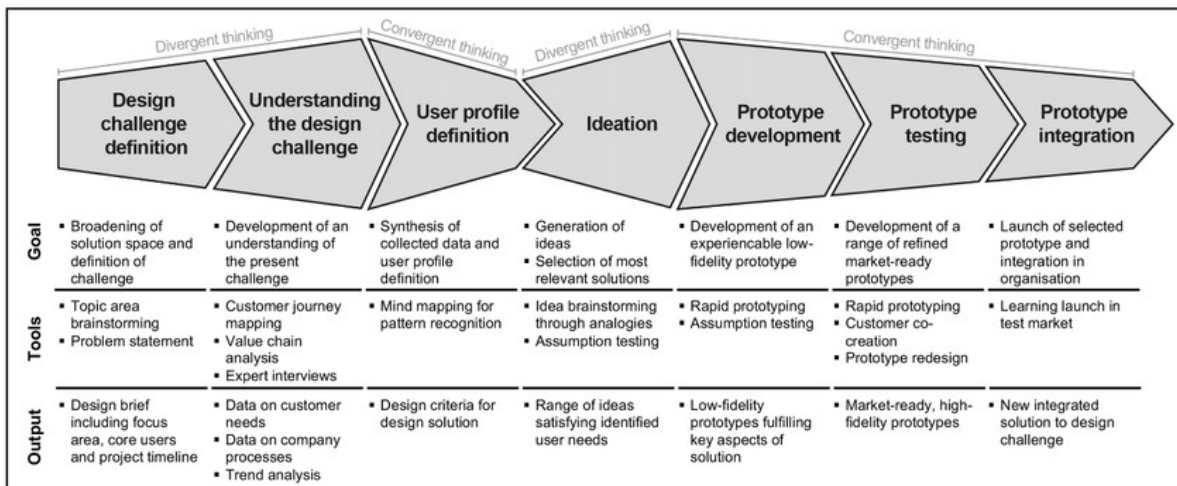 Divergent thinking
Convergent thinking
Divergent thinking
Convergent thinking
Design
challenge
definition
Understanding
the design
challenge
User profile
definition
Ideation
Prototype
development
Prototype
testing
Prototype
integration
Goal
▪ Broadening of
solution space and
definition of
challenge
▪ Development of an
understanding of
the present
challenge
▪ Synthesis of
collected data and
user profile
definition
▪ Generation of
ideas
▪ Selection of most
relevant solutions
▪ Development of an
experiencable low-
fidelity prototype
▪ Development of a
range of refined
market-ready
prototypes
▪ Launch of selected
prototype and
integration in
organisation
Tools
▪ Topic area
brainstorming
▪ Problem statement
▪ Customer journey
mapping
▪ Value chain
analysis
▪ Expert interviews
▪ Mind mapping for
pattern recognition
▪ Idea brainstorming
through analogies
▪ Assumption testing
▪ Rapid prototyping
▪ Assumption testing
▪ Rapid prototyping
▪ Customer co-
creation
▪ Prototype redesign
▪ Learning launch in
test market
Output
▪ Design brief
including focus
area, core users
and project timeline
▪ Data on customer
needs
▪ Data on company
processes
▪ Trend analysis
▪ Design criteria for
design solution
▪ Range of ideas
satisfying identified
user needs
▪ Low-fidelity
prototypes fulfilling
key aspects of
solution
▪ Market-ready, high-
fidelity prototypes
▪ New integrated
solution to design
challenge